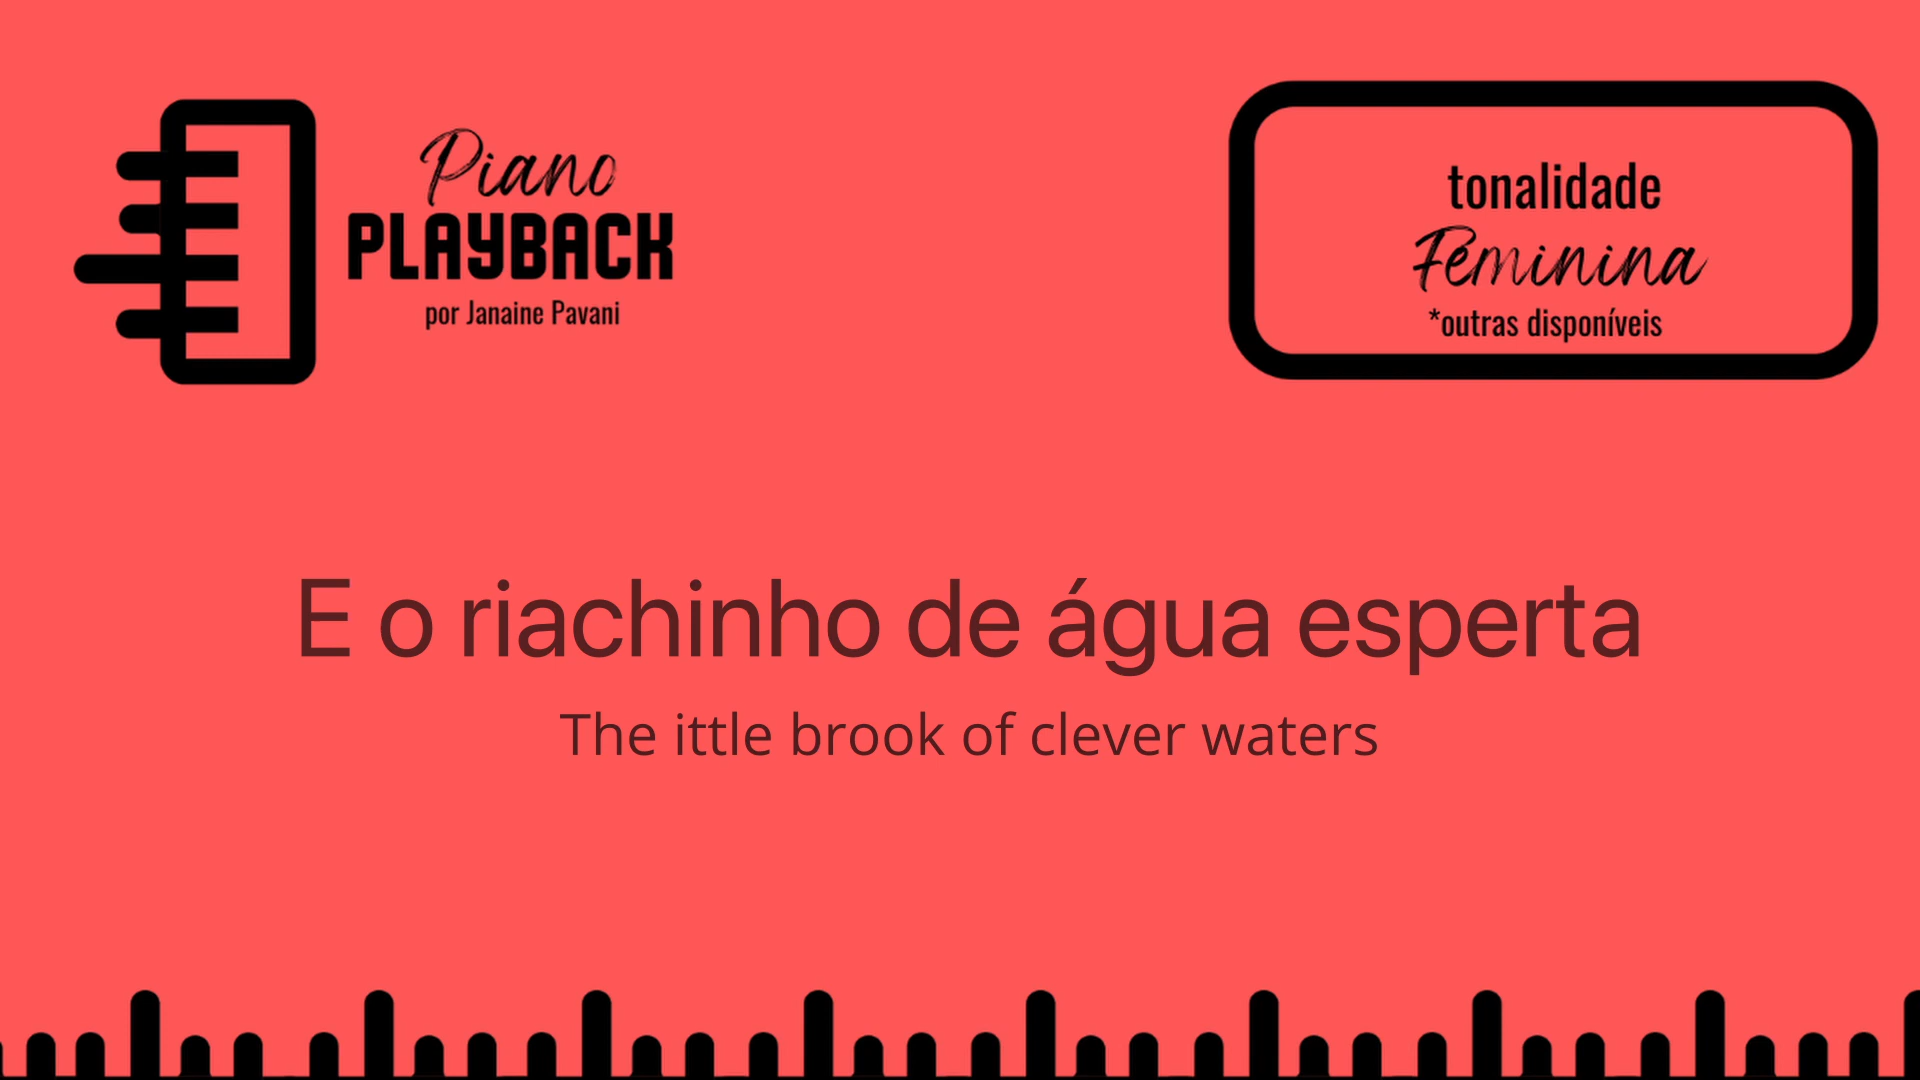 Piano
PLAYBACK
por Janaine Pavani
tonalidade
Feminina
*outras disponíveis
E o riachinho de água esperta
The ittle brook of clever waters